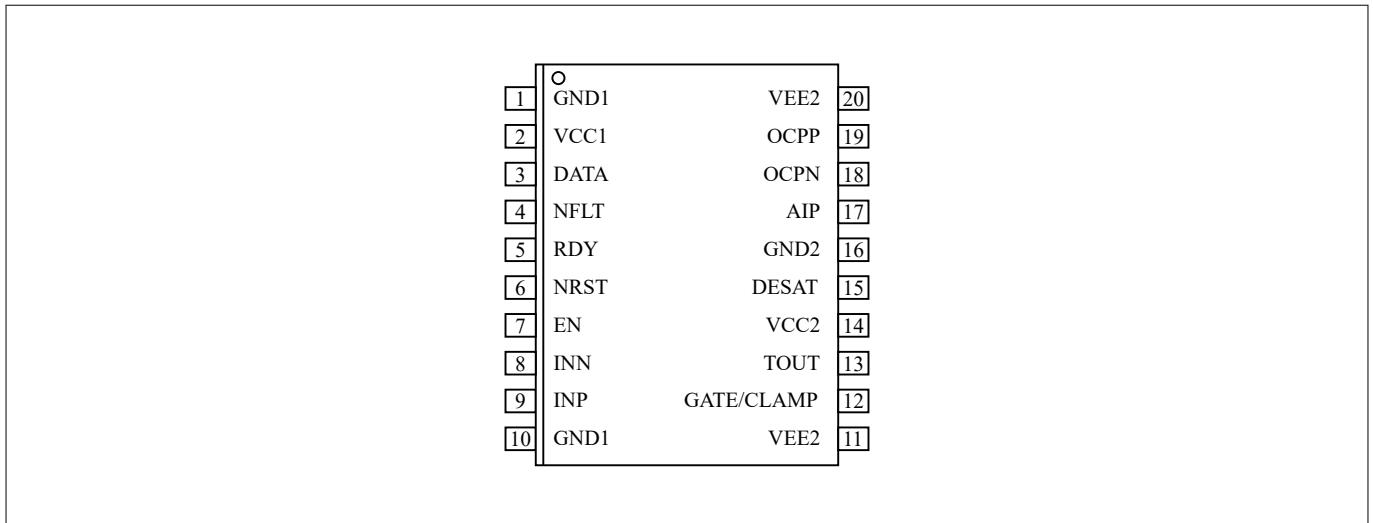 1 GND1 VEE2 20
2 VCC1 OCPP 19
3 DATA OCPN 18
4 NFLT AIP 17
5 RDY GND2 16
6 NRST DESAT 15
7 EN VCC2 14
8 INN TOUT 13
9 INP GATE/CLAMP 12
10 GND1 VEE2 11